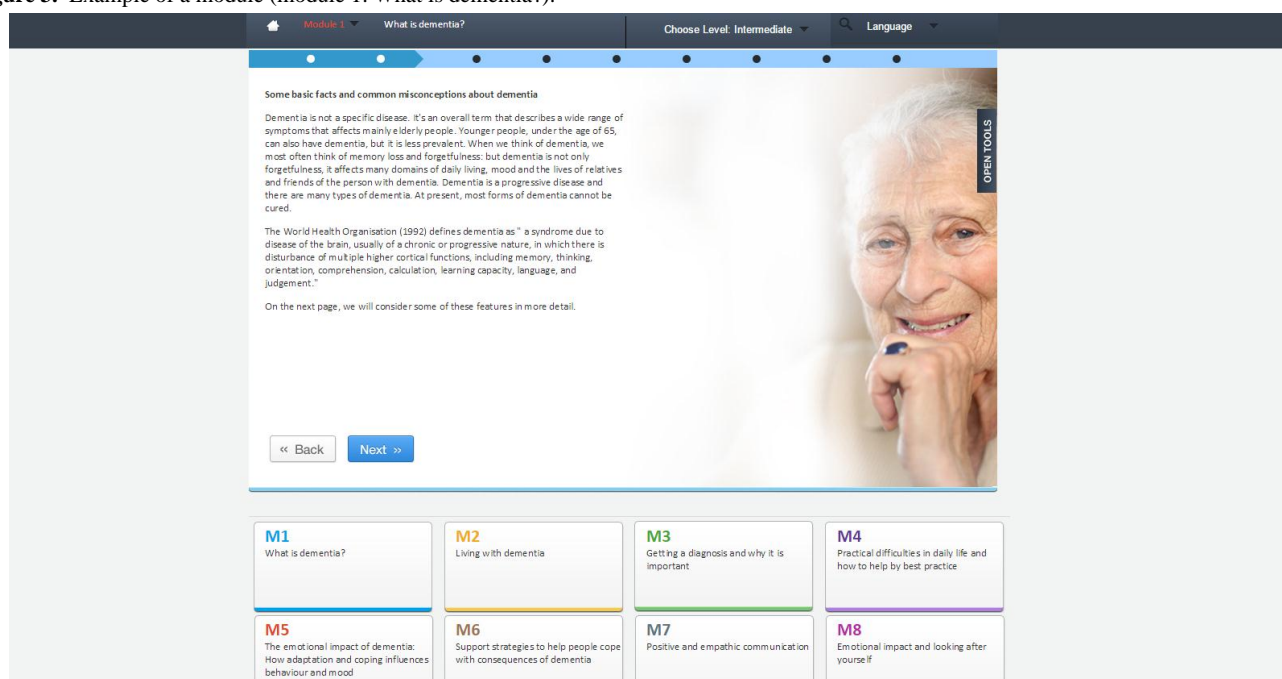 gure 3. Example of a module (module 1: What is dementia?).
Module 1 What is dementia? Choose Level: Intermediate Language
Some basic facts and common misconceptions about dementia
Dementia is not a specific disease. It's an overall term that describes a wide range of
symptoms that affects mainly elderly people. Younger people, under the age of 65,
can also have dementia, but it is less prevalent. When we think of dementia, we
most often think of memory loss and forgetfulness: but dementia is not only
forgetfulness, it affects many domains of daily living, mood and the lives of relatives
and friends of the person with dementia. Dementia is a progressive disease and
there are many types of dementia. At present, most forms of dementia cannot be
cured.
The World Health Organisation (1992) defines dementia as " a syndrome due to
disease of the brain, usually of a chronic or progressive nature, in which there is
disturbance of multiple higher cortical functions, including memory, thinking,
orientation, comprehension, calculation, learning capacity, language, and
judgement."
On the next page, we will consider some of these features in more detail.
OPEN TOOLS
« Back Next »
M1
What is dementia?
M2
Living with dementia
M3
Getting a diagnosis and why it is
important
M4
Practical difficulties in daily life and
how to help by best practice
M5
The emotional impact of dementia:
How adaptation and coping influences
behaviour and mood
M6
Support strategies to help people cope
with consequences of dementia
M7
Positive and empathic communication
M8
Emotional impact and looking after
yourself